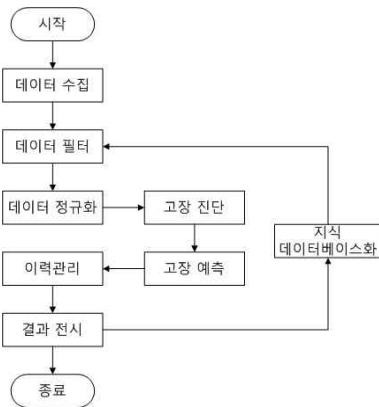 시작
데이터 수집
데이터 필터
데이터 정규화
고장 진단
지식
데이터베이스화
이력관리
고장 예측
결과 전시
종료